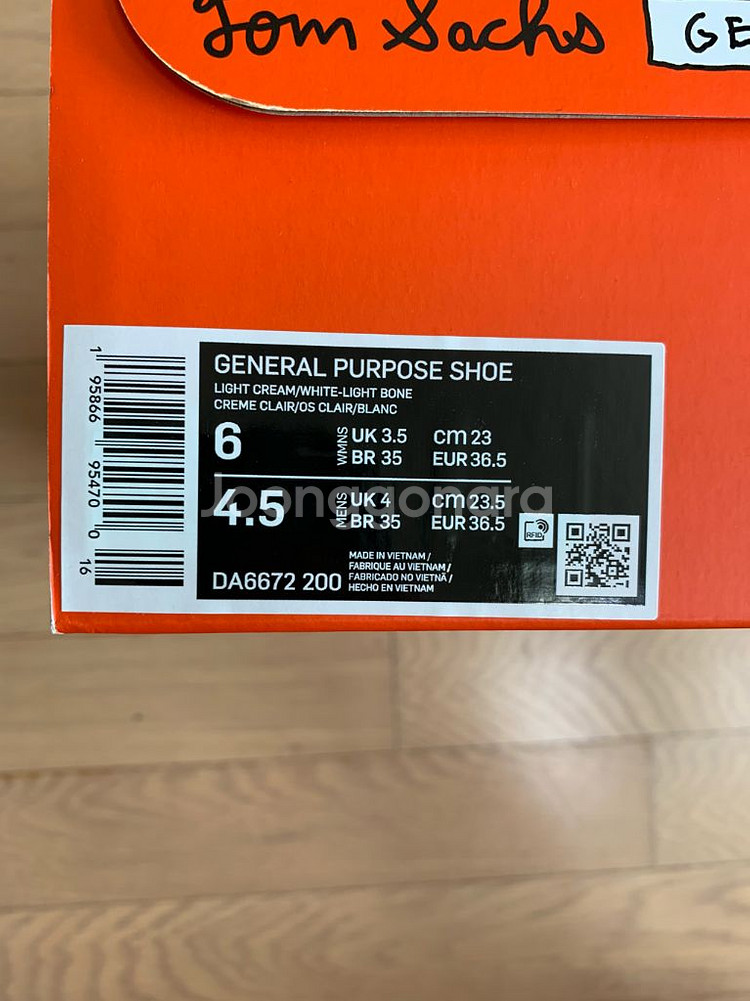 Tom Sachs
GE
GENERAL PURPOSE SHOE
LIGHT CREAM/WHITE-LIGHT BONE
CREME CLAIR/OS CLAIR/BLANC
6 WMNS UK 3.5 cm 23
BR 35 EUR 36.5
4.5 MENS UK 4 cm 23.5
BR 35 EUR 36.5
Joonggonara
RFID
MADE IN VIETNAM /
FABRIQUE AU VIETNAM /
FABRICADO NO VIETNÃ /
HECHO EN VIETNAM
DA6672 200
1 95866 95470 0 16